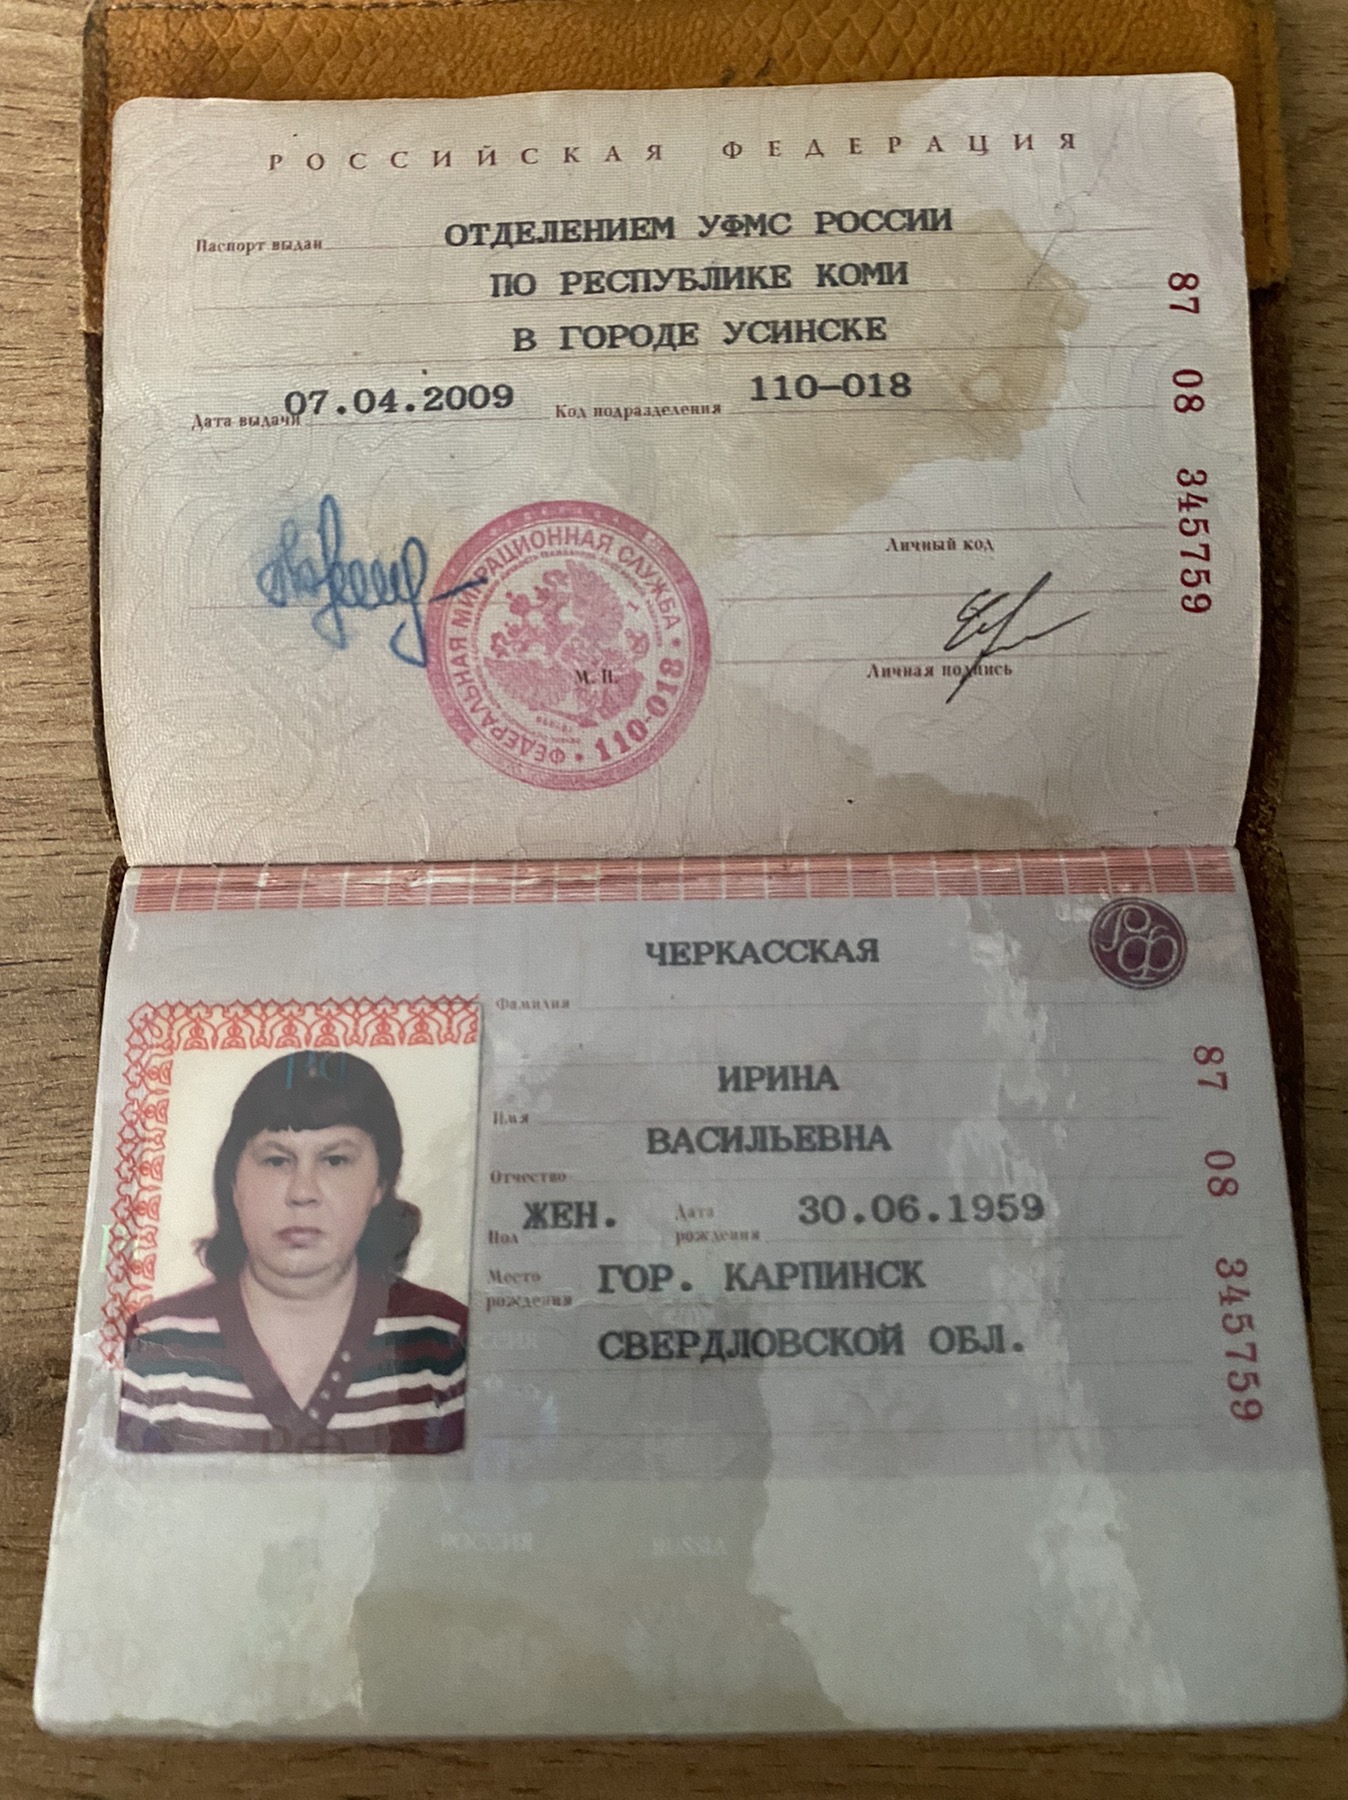 РОССИЙСКАЯ ФЕДЕРАЦИЯ
Паспорт выдан ОТДЕЛЕНИЕМ УФМС РОССИИ
ПО РЕСПУБЛИКЕ КОМИ
В ГОРОДЕ УСИНСКЕ
Дата выдачи 07.04.2009 Код подразделения 110-018
87 08 345759
Личный код
ФЕДЕРАЛЬНАЯ МИГРАЦИОННАЯ СЛУЖБА
110-018
М. П.
Личная подпись
ЧЕРКАССКАЯ
РФ
Фамилия
ИРИНА
Имя
ВАСИЛЬЕВНА
Отчество
Пол ЖЕН. Дата рождения 30.06.1959
Место рождения ГОР. КАРПИНСК
СВЕРДЛОВСКОЙ ОБЛ.
87 08 345759
РОССИЯ
РФ
РОССИЯ RUSSIA
РФ